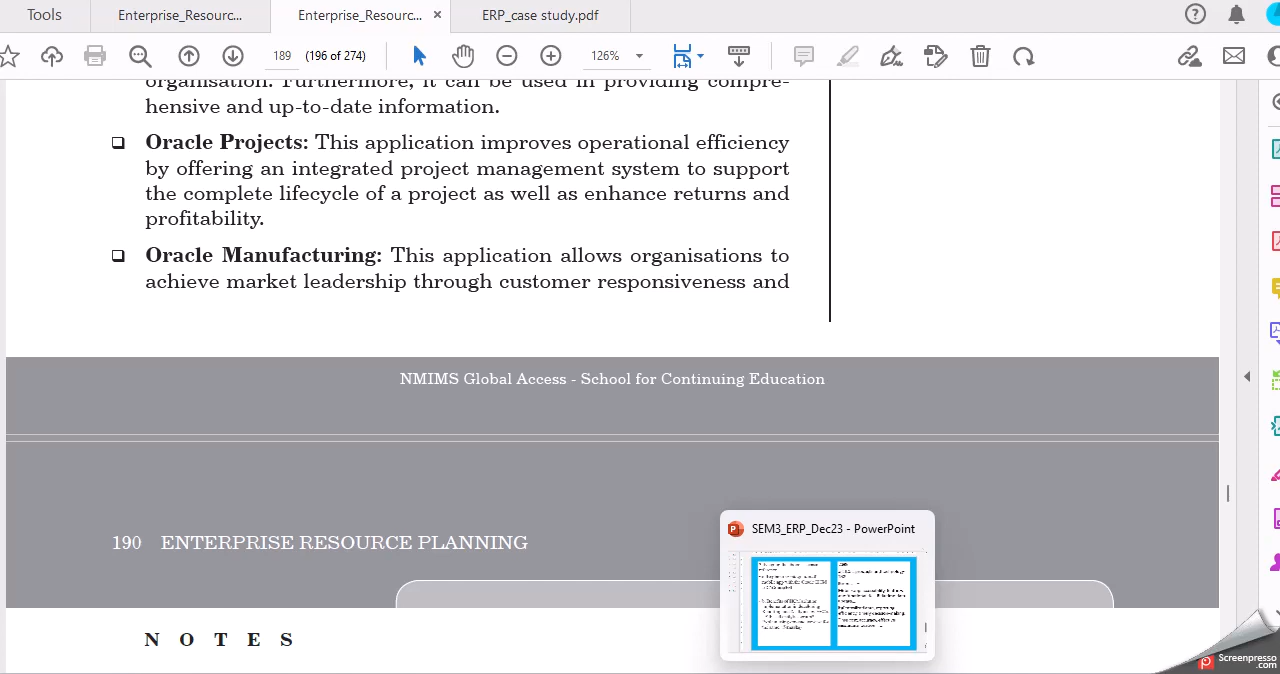 Tools
Enterprise_Resourc...
Enterprise_Resourc... ×
ERP_case study.pdf
189 (196 of 274)
126%
organisation. Furthermore, it can be used in providing compre-
hensive and up-to-date information.
❑ Oracle Projects: This application improves operational efficiency
by offering an integrated project management system to support
the complete lifecycle of a project as well as enhance returns and
profitability.
❑ Oracle Manufacturing: This application allows organisations to
achieve market leadership through customer responsiveness and
NMIMS Global Access - School for Continuing Education
190 ENTERPRISE RESOURCE PLANNING
SEM3_ERP_Dec23 - PowerPoint
N O T E S
Screenpresso
.com